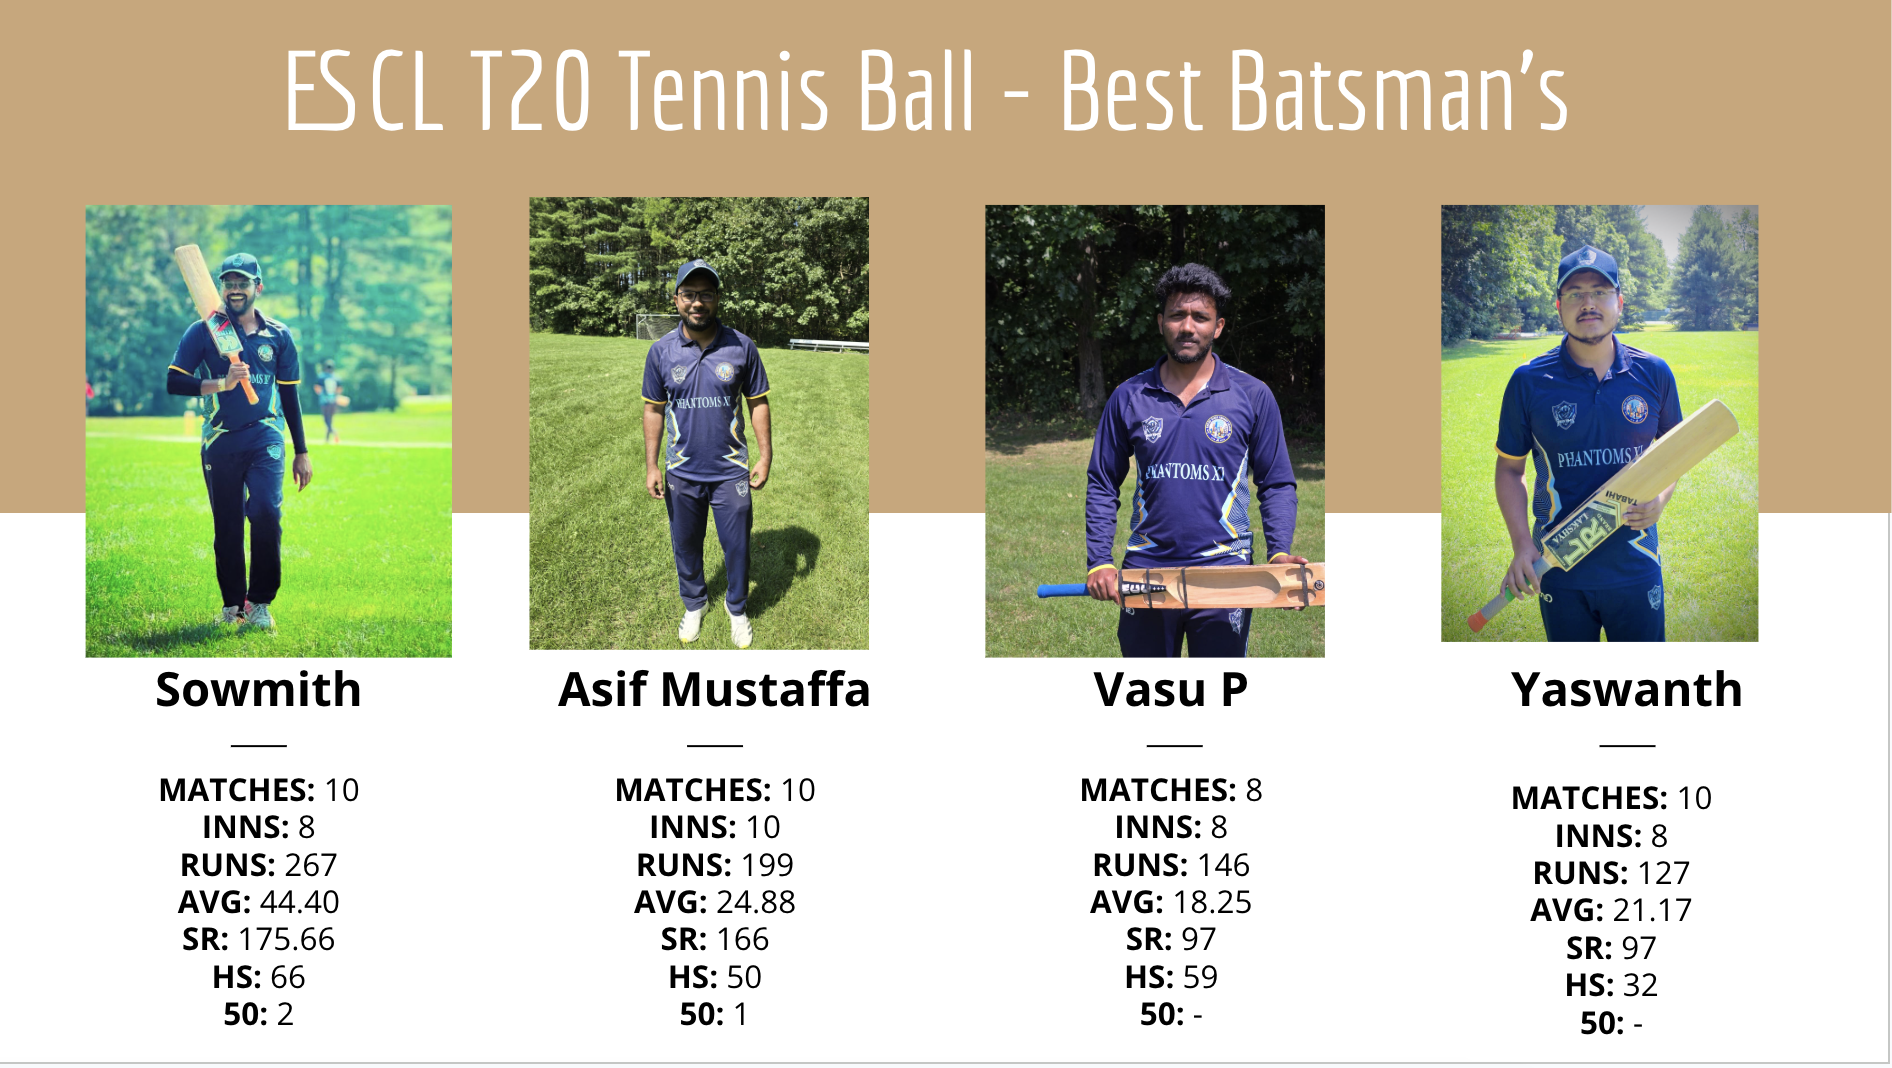 ESCL T20 Tennis Ball - Best Batsman's
PHANTOMS XI
PHANTOMS XI
PHANTOMS XI
TABAHI
LAKSHYA
Sowmith
MATCHES: 10
INNS: 8
RUNS: 267
AVG: 44.40
SR: 175.66
HS: 66
50: 2
Asif Mustaffa
MATCHES: 10
INNS: 10
RUNS: 199
AVG: 24.88
SR: 166
HS: 50
50: 1
Vasu P
MATCHES: 8
INNS: 8
RUNS: 146
AVG: 18.25
SR: 97
HS: 59
50: -
Yaswanth
MATCHES: 10
INNS: 8
RUNS: 127
AVG: 21.17
SR: 97
HS: 32
50: -